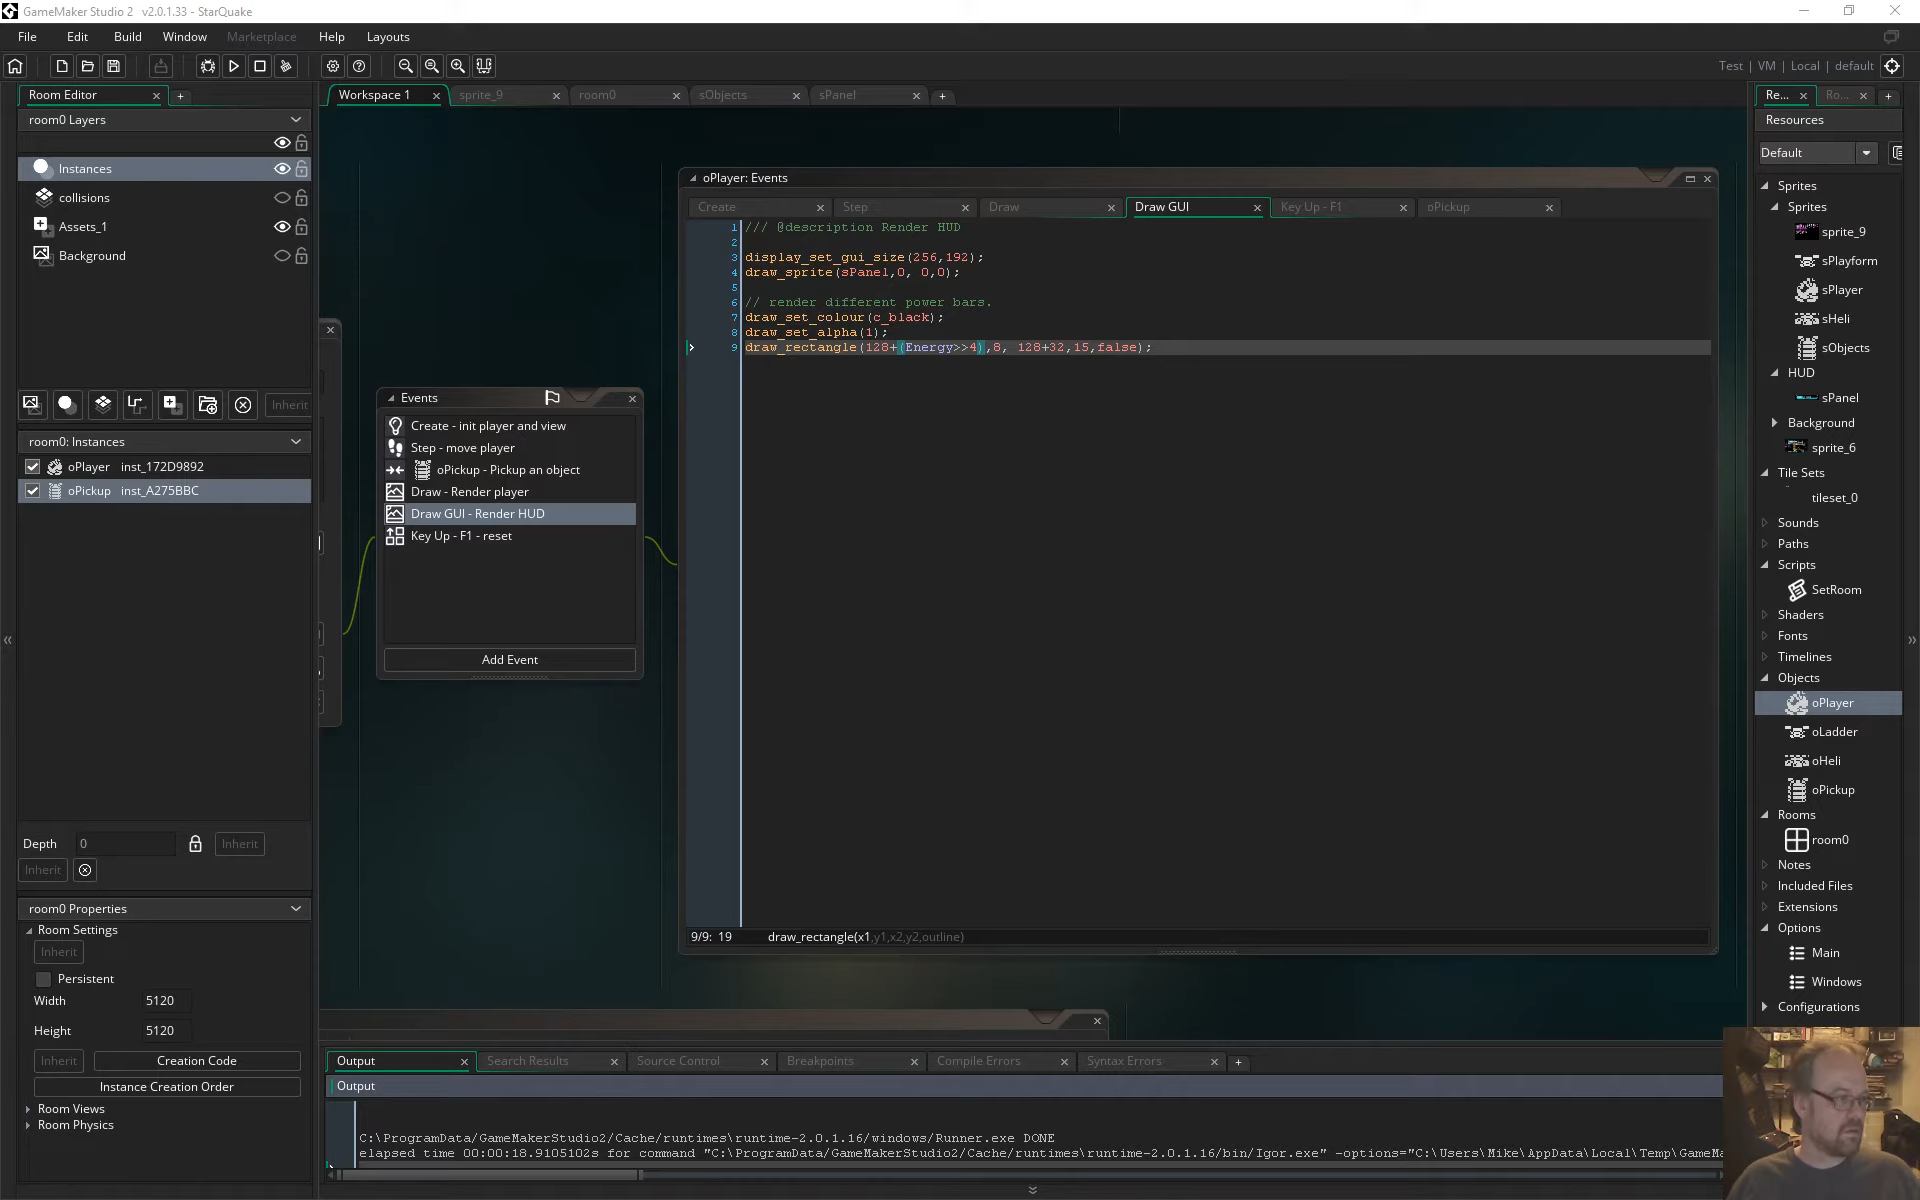 GameMaker Studio 2 v2.0.1.33 - StarQuake
File Edit Build Window Marketplace Help Layouts
Test | VM | Local | default
Room Editor
room0 Layers
Instances
collisions
Assets_1
Background
Inherit
room0: Instances
oPlayer inst_172D9892
oPickup inst_A275BBC
Depth 0 Inherit
Inherit
room0 Properties
Room Settings
Inherit
Persistent
Width 5120
Height 5120
Inherit Creation Code
Instance Creation Order
Room Views
Room Physics
Workspace 1 sprite_9 room0 sObjects sPanel
Events
Create - init player and view
Step - move player
oPickup - Pickup an object
Draw - Render player
Draw GUI - Render HUD
Key Up - F1 - reset
Add Event
oPlayer: Events
Create Step Draw Draw GUI Key Up - F1 oPickup
1 /// @description Render HUD
2
3 display_set_gui_size(256,192);
4 draw_sprite(sPanel,0, 0,0);
5
6 // render different power bars.
7 draw_set_colour(c_black);
8 draw_set_alpha(1);
9 draw_rectangle(128+(Energy>>4),8, 128+32,15,false);
9/9: 19 draw_rectangle(x1,y1,x2,y2,outline)
Output Search Results Source Control Breakpoints Compile Errors Syntax Errors
Output
C:\ProgramData/GameMakerStudio2/Cache/runtimes\runtime-2.0.1.16/windows/Runner.exe DONE
elapsed time 00:00:18.9105102s for command "C:\ProgramData/GameMakerStudio2/Cache/runtimes\runtime-2.0.1.16/bin/Igor.exe" -options="C:\Users\Mike\AppData\Local\Temp\GameMa
Re... Ro...
Resources
Default
Sprites
Sprites
sprite_9
sPlayform
sPlayer
sHeli
sObjects
HUD
sPanel
Background
sprite_6
Tile Sets
tileset_0
Sounds
Paths
Scripts
SetRoom
Shaders
Fonts
Timelines
Objects
oPlayer
oLadder
oHeli
oPickup
Rooms
room0
Notes
Included Files
Extensions
Options
Main
Windows
Configurations